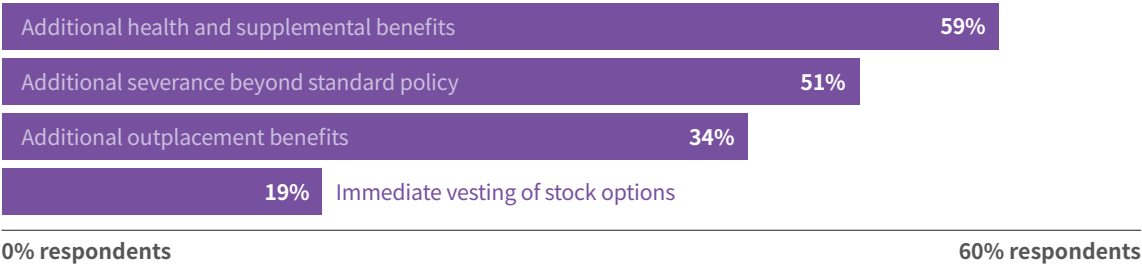 Additional health and supplemental benefits 59%
Additional severance beyond standard policy 51%
Additional outplacement benefits 34%
19% Immediate vesting of stock options
0% respondents 60% respondents